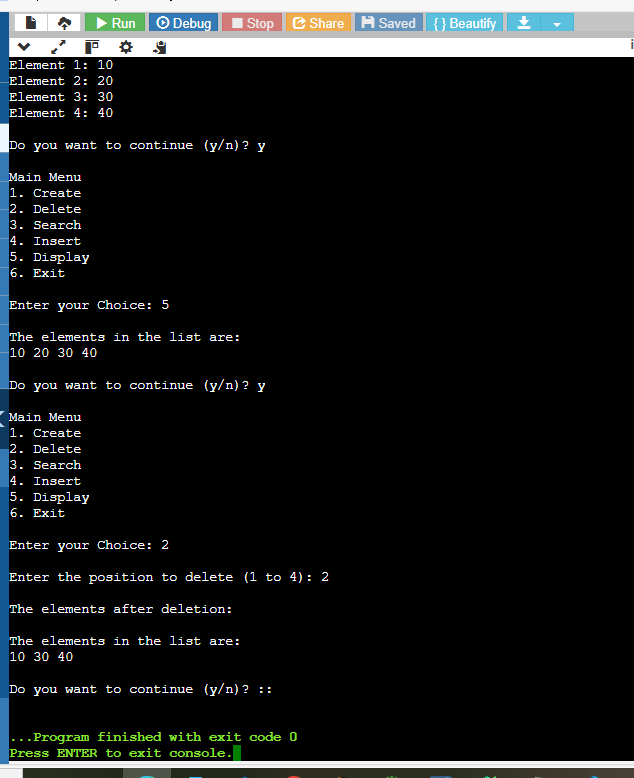 Run Debug Stop Share Saved { } Beautify
Element 1: 10
Element 2: 20
Element 3: 30
Element 4: 40
Do you want to continue (y/n)? y
Main Menu
1. Create
2. Delete
3. Search
4. Insert
5. Display
6. Exit
Enter your Choice: 5
The elements in the list are:
10 20 30 40
Do you want to continue (y/n)? y
Main Menu
1. Create
2. Delete
3. Search
4. Insert
5. Display
6. Exit
Enter your Choice: 2
Enter the position to delete (1 to 4): 2
The elements after deletion:
The elements in the list are:
10 30 40
Do you want to continue (y/n)? ::
...Program finished with exit code 0
Press ENTER to exit console.